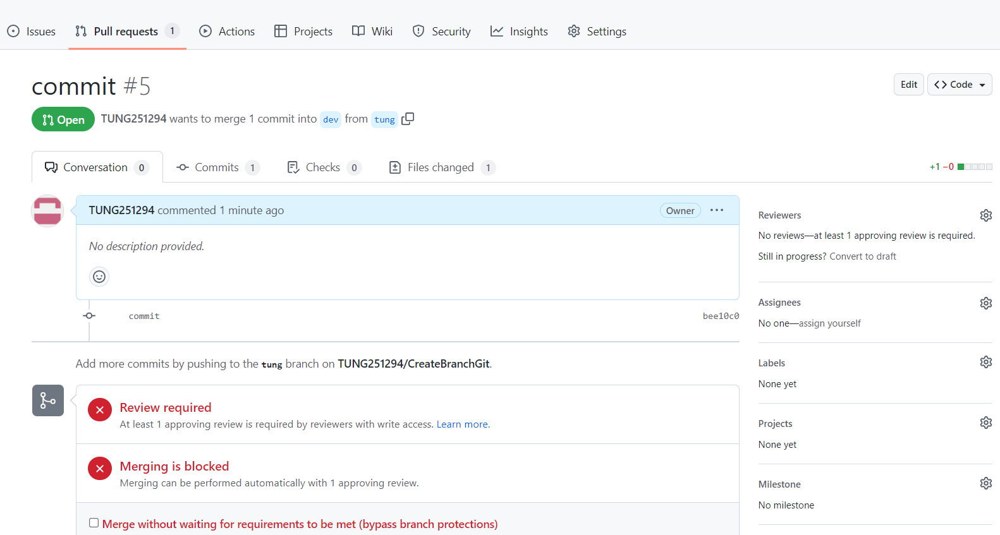 Issues Pull requests 1 Actions Projects Wiki Security Insights Settings
commit #5
Edit <> Code
Open TUNG251294 wants to merge 1 commit into dev from tung
Conversation 0 Commits 1 Checks 0 Files changed 1
+1 −0
TUNG251294 commented 1 minute ago
Owner ...
No description provided.
commit bee10c0
Add more commits by pushing to the tung branch on TUNG251294/CreateBranchGit.
Review required
At least 1 approving review is required by reviewers with write access. Learn more.
Merging is blocked
Merging can be performed automatically with 1 approving review.
Merge without waiting for requirements to be met (bypass branch protections)
Reviewers
No reviews—at least 1 approving review is required.
Still in progress? Convert to draft
Assignees
No one—assign yourself
Labels
None yet
Projects
None yet
Milestone
No milestone